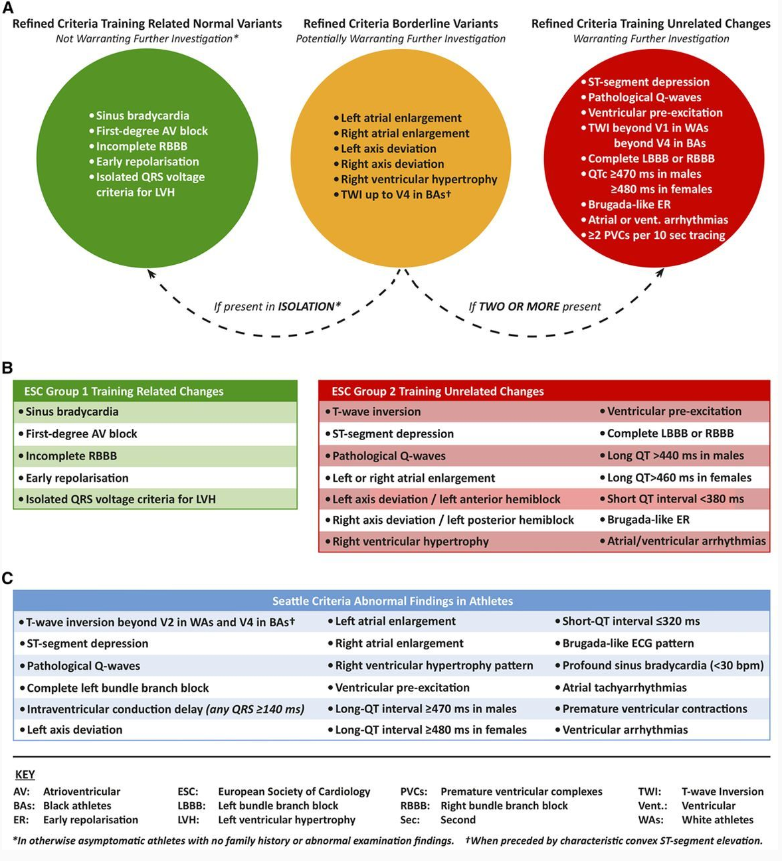 A
Refined Criteria Training Related Normal Variants
Not Warranting Further Investigation*
Refined Criteria Borderline Variants
Potentially Warranting Further Investigation
Refined Criteria Training Unrelated Changes
Warranting Further Investigation
• Sinus bradycardia
• First-degree AV block
• Incomplete RBBB
• Early repolarisation
• Isolated QRS voltage
criteria for LVH
• Left atrial enlargement
• Right atrial enlargement
• Left axis deviation
• Right axis deviation
• Right ventricular hypertrophy
• TWI up to V4 in BAs†
• ST-segment depression
• Pathological Q-waves
• Ventricular pre-excitation
• TWI beyond V1 in WAs
beyond V4 in BAs
• Complete LBBB or RBBB
• QTc ≥470 ms in males
≥480 ms in females
• Brugada-like ER
• Atrial or vent. arrhythmias
• ≥2 PVCs per 10 sec tracing
If present in ISOLATION*
If TWO OR MORE present
B
ESC Group 1 Training Related Changes
• Sinus bradycardia
• First-degree AV block
• Incomplete RBBB
• Early repolarisation
• Isolated QRS voltage criteria for LVH
ESC Group 2 Training Unrelated Changes
• T-wave inversion • Ventricular pre-excitation
• ST-segment depression • Complete LBBB or RBBB
• Pathological Q-waves • Long QT >440 ms in males
• Left or right atrial enlargement • Long QT>460 ms in females
• Left axis deviation / left anterior hemiblock • Short QT interval <380 ms
• Right axis deviation / left posterior hemiblock • Brugada-like ER
• Right ventricular hypertrophy • Atrial/ventricular arrhythmias
C
Seattle Criteria Abnormal Findings in Athletes
• T-wave inversion beyond V2 in WAs and V4 in BAs† • Left atrial enlargement • Short-QT interval ≤320 ms
• ST-segment depression • Right atrial enlargement • Brugada-like ECG pattern
• Pathological Q-waves • Right ventricular hypertrophy pattern • Profound sinus bradycardia (<30 bpm)
• Complete left bundle branch block • Ventricular pre-excitation • Atrial tachyarrhythmias
• Intraventricular conduction delay (any QRS ≥140 ms) • Long-QT interval ≥470 ms in males • Premature ventricular contractions
• Left axis deviation • Long-QT interval ≥480 ms in females • Ventricular arrhythmias
KEY
AV: Atrioventricular ESC: European Society of Cardiology PVCs: Premature ventricular complexes TWI: T-wave Inversion
BAs: Black athletes LBBB: Left bundle branch block RBBB: Right bundle branch block Vent.: Ventricular
ER: Early repolarisation LVH: Left ventricular hypertrophy Sec: Second WAs: White athletes
*In otherwise asymptomatic athletes with no family history or abnormal examination findings. †When preceded by characteristic convex ST-segment elevation.